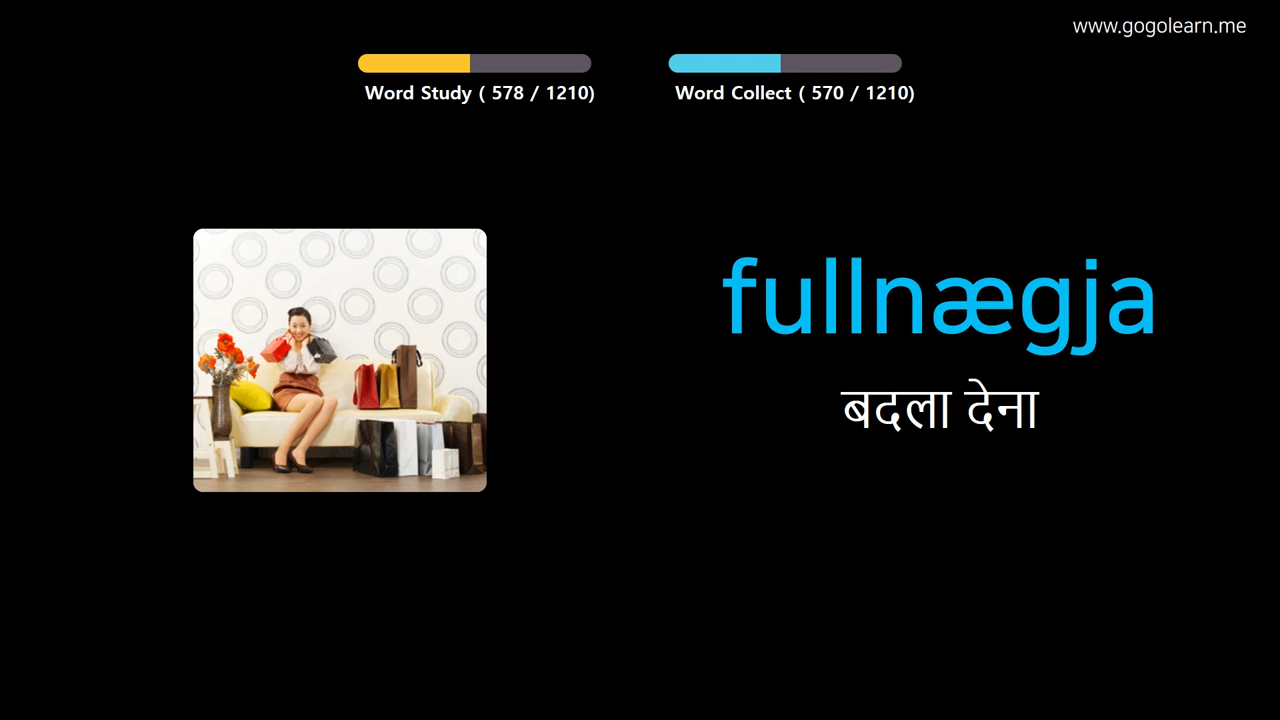 www.gogolearn.me
Word Study ( 578 / 1210)
Word Collect ( 570 / 1210)
fullnægja
बदला देना